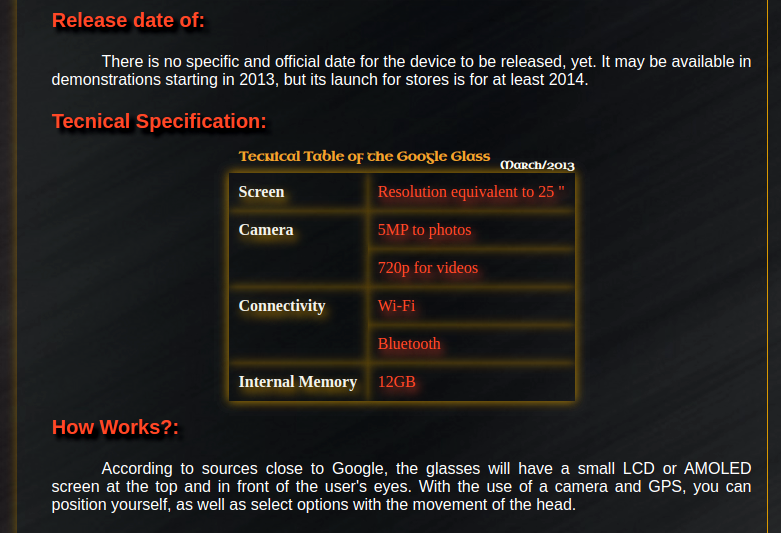 Release date of:
There is no specific and official date for the device to be released, yet. It may be available in
demonstrations starting in 2013, but its launch for stores is for at least 2014.
Tecnical Specification:
Tecnical Table of the Google Glass
March/2013
Screen Resolution equivalent to 25 "
Camera 5MP to photos
720p for videos
Connectivity Wi-Fi
Bluetooth
Internal Memory 12GB
How Works?:
According to sources close to Google, the glasses will have a small LCD or AMOLED
screen at the top and in front of the user's eyes. With the use of a camera and GPS, you can
position yourself, as well as select options with the movement of the head.